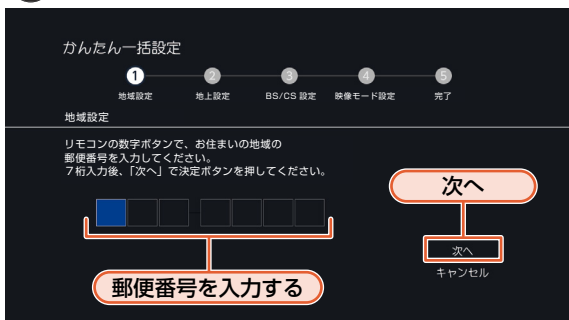 かんたん一括設定
1 2 3 4 5
地域設定 地上設定 BS/CS 設定 映像モード設定 完了
地域設定
リモコンの数字ボタンで、お住まいの地域の
郵便番号を入力してください。
7桁入力後、「次へ」で決定ボタンを押してください。
次へ
次へ
キャンセル
郵便番号を入力する